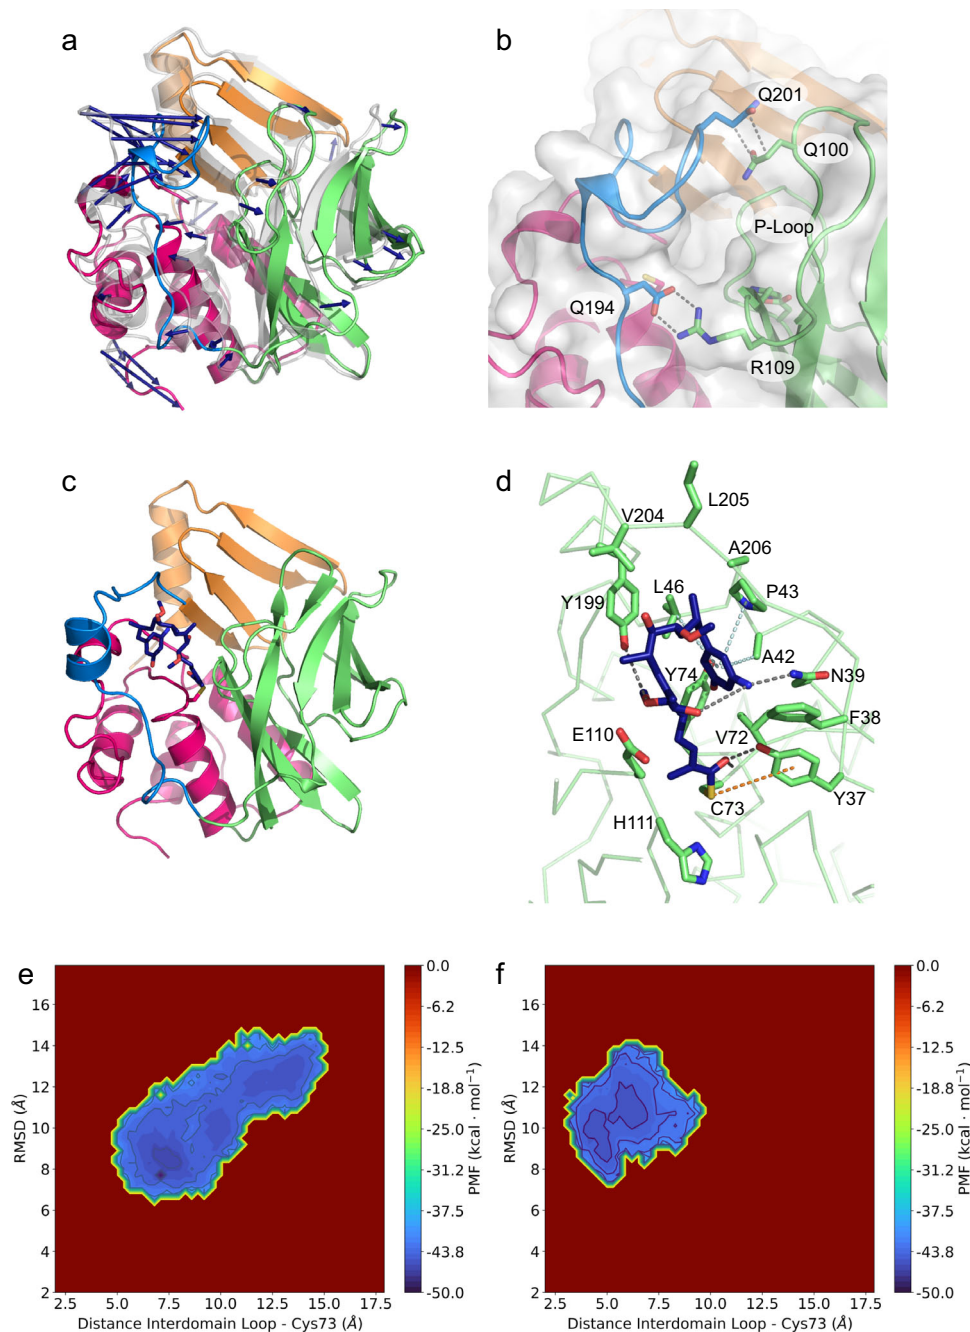 a
b
Q201
Q100
P-Loop
Q194
R109
c
d
L205
V204
A206
L46
P43
Y199
A42
Y74
N39
F38
E110
V72
C73
Y37
H111
e
0.0
16
-6.2
14
-12.5
12
-18.8
10
-25.0
8
-31.2
6
-37.5
4
-43.8
2
-50.0
2.5 5.0 7.5 10.0 12.5 15.0 17.5
RMSD (Å)
Distance Interdomain Loop - Cys73 (Å)
PMF (kcal · mol⁻¹)
f
0.0
16
-6.2
14
-12.5
12
-18.8
10
-25.0
8
-31.2
6
-37.5
4
-43.8
2
-50.0
2.5 5.0 7.5 10.0 12.5 15.0 17.5
RMSD (Å)
Distance Interdomain Loop - Cys73 (Å)
PMF (kcal · mol⁻¹)